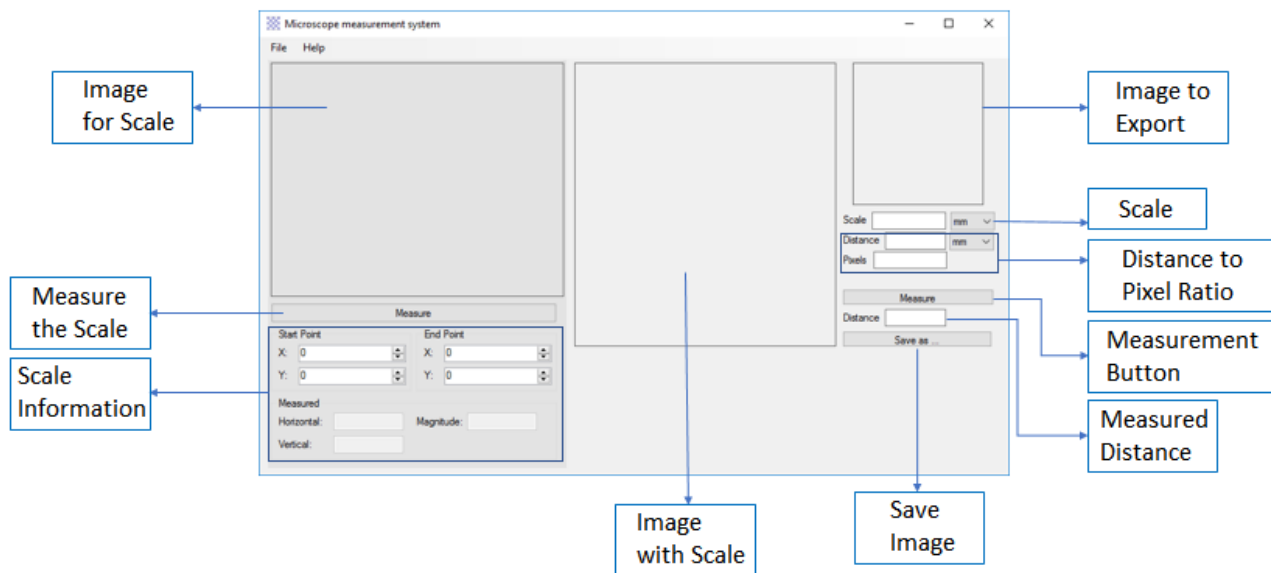 Microscope measurement system
File Help
Image
for Scale
Image to
Export
Scale mm
Scale
Distance mm
Pixels
Distance to
Pixel Ratio
Measure
the Scale
Measure
Measure
Start Point End Point
Distance
X: 0 X: 0
Save as ...
Y: 0 Y: 0
Measurement
Button
Scale
Information
Measured
Horizontal: Magnitude:
Vertical:
Measured
Distance
Image
with Scale
Save
Image